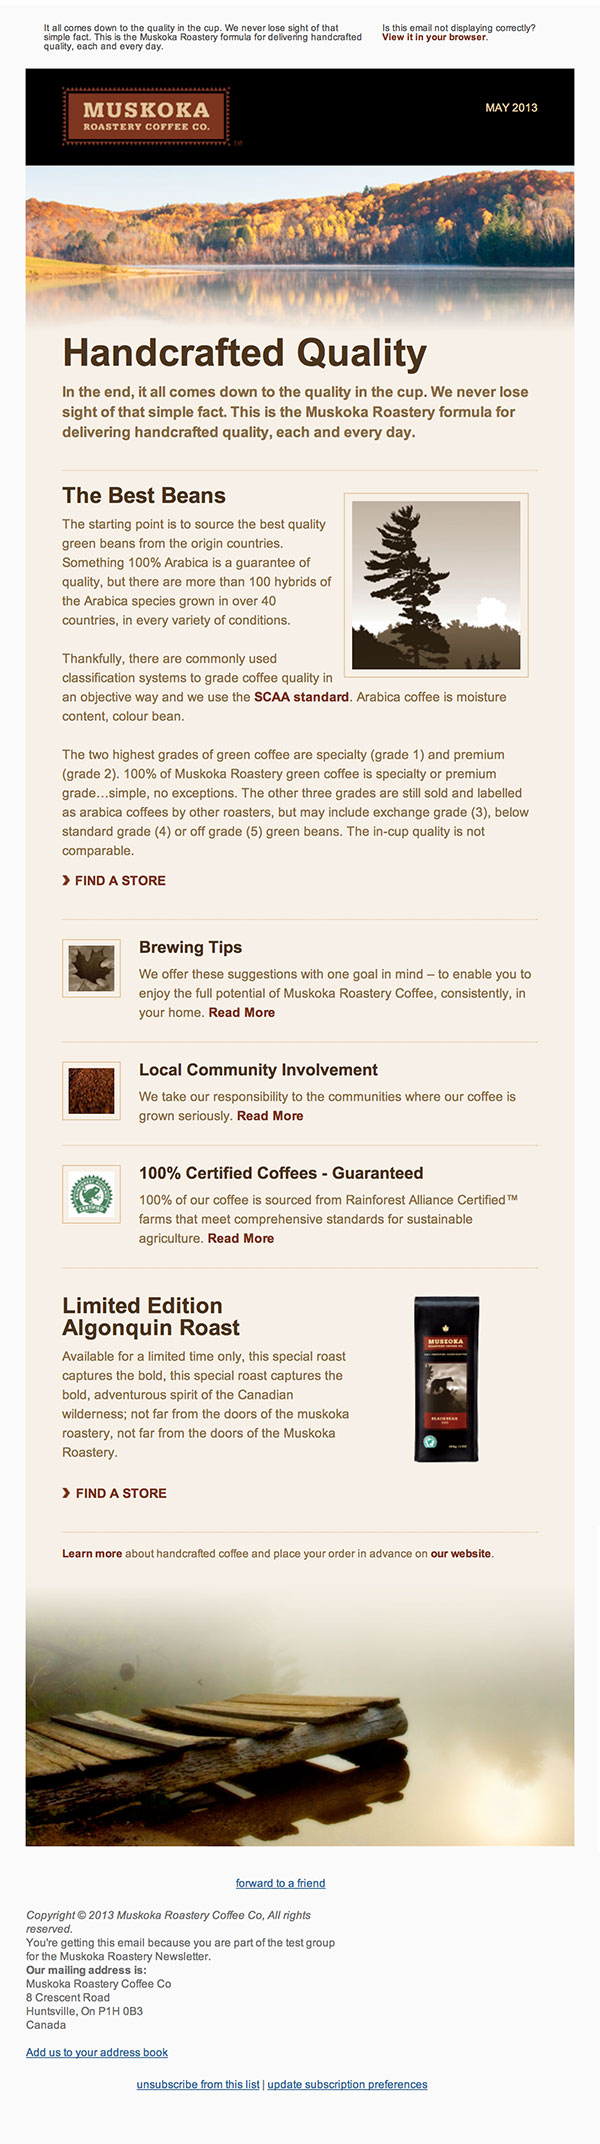 It all comes down to the quality in the cup. We never lose sight of that
simple fact. This is the Muskoka Roastery formula for delivering handcrafted
quality, each and every day.
Is this email not displaying correctly?
View it in your browser.
MUSKOKA
ROASTERY COFFEE CO.
MAY 2013
Handcrafted Quality
In the end, it all comes down to the quality in the cup. We never lose
sight of that simple fact. This is the Muskoka Roastery formula for
delivering handcrafted quality, each and every day.
The Best Beans
The starting point is to source the best quality
green beans from the origin countries.
Something 100% Arabica is a guarantee of
quality, but there are more than 100 hybrids of
the Arabica species grown in over 40
countries, in every variety of conditions.
Thankfully, there are commonly used
classification systems to grade coffee quality in
an objective way and we use the SCAA standard. Arabica coffee is moisture
content, colour bean.
The two highest grades of green coffee are specialty (grade 1) and premium
(grade 2). 100% of Muskoka Roastery green coffee is specialty or premium
grade…simple, no exceptions. The other three grades are still sold and labelled
as arabica coffees by other roasters, but may include exchange grade (3), below
standard grade (4) or off grade (5) green beans. The in-cup quality is not
comparable.
❯ FIND A STORE
Brewing Tips
We offer these suggestions with one goal in mind – to enable you to
enjoy the full potential of Muskoka Roastery Coffee, consistently, in
your home. Read More
Local Community Involvement
We take our responsibility to the communities where our coffee is
grown seriously. Read More
100% Certified Coffees - Guaranteed
100% of our coffee is sourced from Rainforest Alliance Certified™
farms that meet comprehensive standards for sustainable
agriculture. Read More
Limited Edition
Algonquin Roast
Available for a limited time only, this special roast
captures the bold, this special roast captures the
bold, adventurous spirit of the Canadian
wilderness; not far from the doors of the muskoka
roastery, not far from the doors of the Muskoka
Roastery.
MUSKOKA
❯ FIND A STORE
Learn more about handcrafted coffee and place your order in advance on our website.
forward to a friend
Copyright © 2013 Muskoka Roastery Coffee Co, All rights
reserved.
You're getting this email because you are part of the test group
for the Muskoka Roastery Newsletter.
Our mailing address is:
Muskoka Roastery Coffee Co
8 Crescent Road
Huntsville, On P1H 0B3
Canada
Add us to your address book
unsubscribe from this list | update subscription preferences